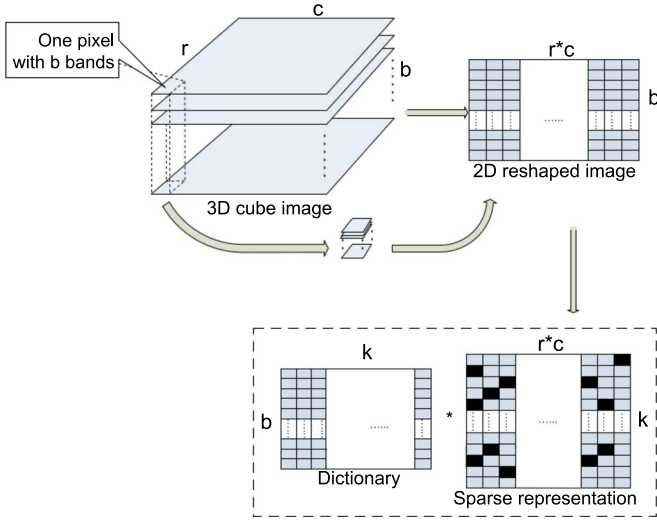 c
One pixel
with b bands
r
b
r*c
b
3D cube image
2D reshaped image
......
k
r*c
b
......
*
......
k
Dictionary
Sparse representation